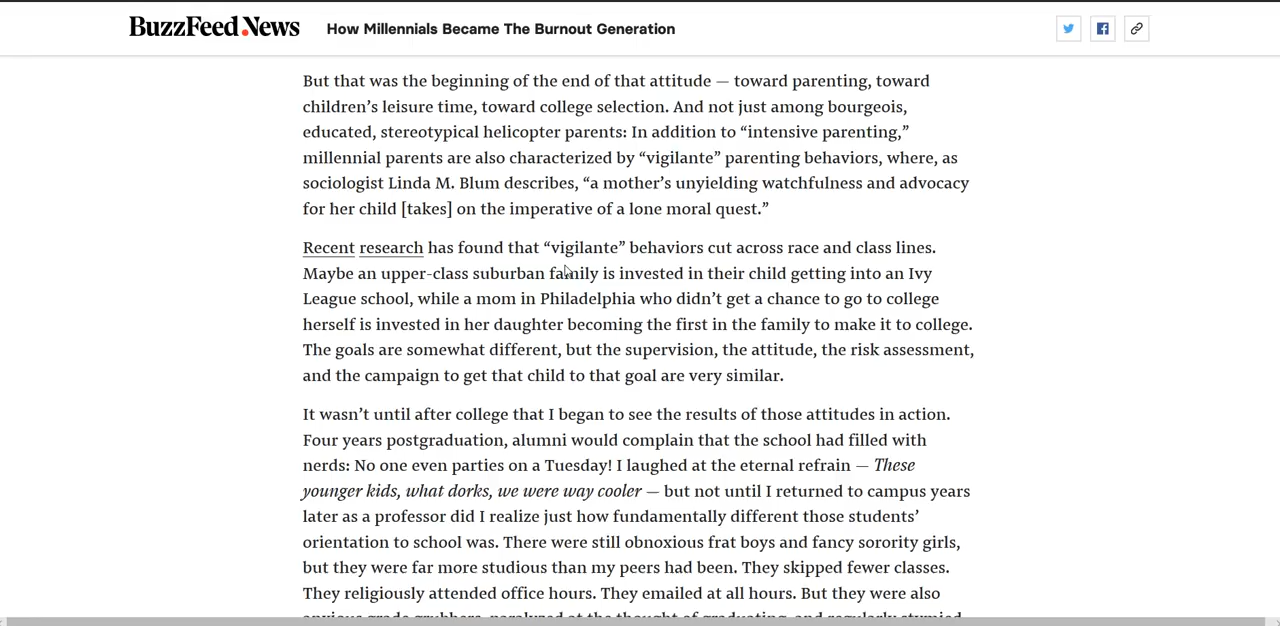 BuzzFeed News
How Millennials Became The Burnout Generation
But that was the beginning of the end of that attitude — toward parenting, toward
children’s leisure time, toward college selection. And not just among bourgeois,
educated, stereotypical helicopter parents: In addition to “intensive parenting,”
millennial parents are also characterized by “vigilante” parenting behaviors, where, as
sociologist Linda M. Blum describes, “a mother’s unyielding watchfulness and advocacy
for her child [takes] on the imperative of a lone moral quest.”
Recent research has found that “vigilante” behaviors cut across race and class lines.
Maybe an upper-class suburban family is invested in their child getting into an Ivy
League school, while a mom in Philadelphia who didn’t get a chance to go to college
herself is invested in her daughter becoming the first in the family to make it to college.
The goals are somewhat different, but the supervision, the attitude, the risk assessment,
and the campaign to get that child to that goal are very similar.
It wasn’t until after college that I began to see the results of those attitudes in action.
Four years postgraduation, alumni would complain that the school had filled with
nerds: No one even parties on a Tuesday! I laughed at the eternal refrain — These
younger kids, what dorks, we were way cooler — but not until I returned to campus years
later as a professor did I realize just how fundamentally different those students’
orientation to school was. There were still obnoxious frat boys and fancy sorority girls,
but they were far more studious than my peers had been. They skipped fewer classes.
They religiously attended office hours. They emailed at all hours. But they were also
anxious grade grubbers, paralyzed at the thought of graduating, and regularly stymied